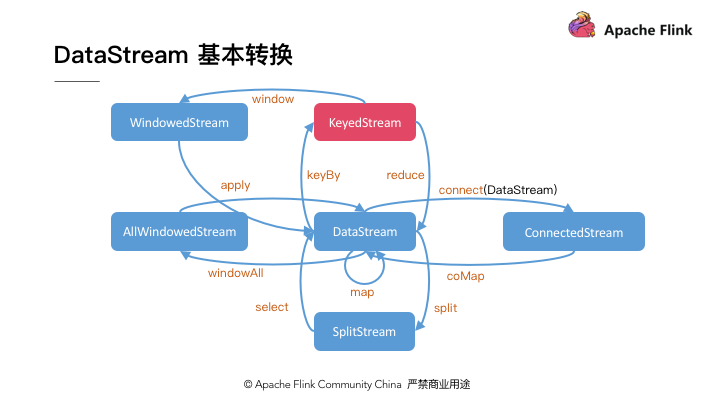 Apache Flink
DataStream 基本转换
window
WindowedStream
KeyedStream
apply
keyBy
reduce
connect(DataStream)
AllWindowedStream
DataStream
ConnectedStream
windowAll
map
coMap
select
split
SplitStream
© Apache Flink Community China 严禁商业用途